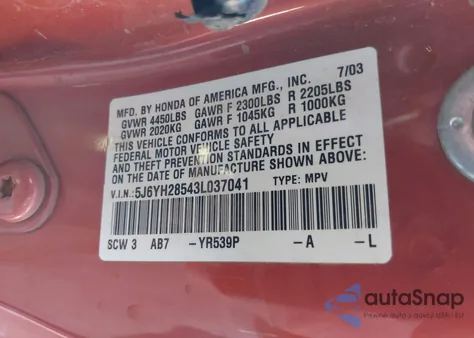 MFD. BY HONDA OF AMERICA MFG., INC. 7/03
GVWR 4450LBS GAWR F 2300LBS R 2205LBS
GVWR 2020KG GAWR F 1045KG R 1000KG
THIS VEHICLE CONFORMS TO ALL APPLICABLE
FEDERAL MOTOR VEHICLE SAFETY
AND THEFT PREVENTION STANDARDS IN EFFECT
ON THE DATE OF MANUFACTURE SHOWN ABOVE:
V.I.N: 5J6YH28543L037041 TYPE: MPV
SCW 3 AB7 -YR539P -A -L
autoSnap